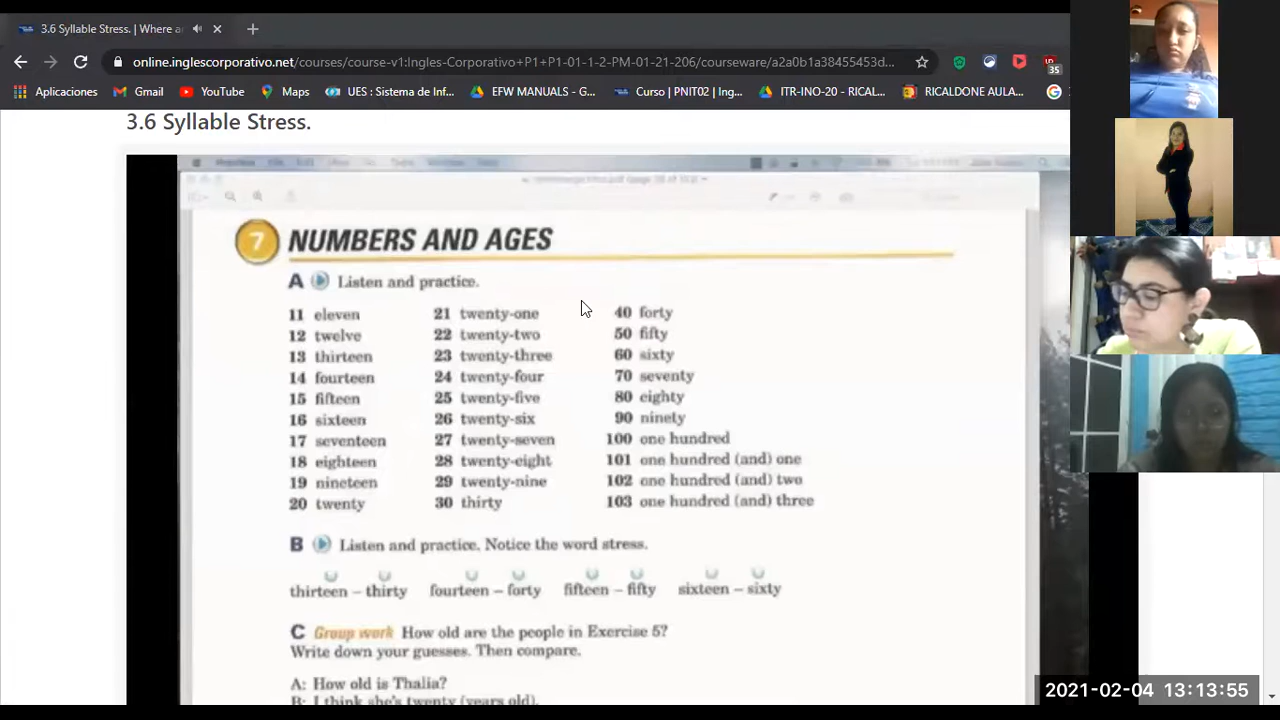 3.6 Syllable Stress. | Where a
online.inglescorporativo.net/courses/course-v1:Ingles-Corporativo+P1+P1-01-1-2-PM-01-21-206/courseware/a2a0b1a38455453d...
35
Aplicaciones Gmail YouTube Maps UES : Sistema de Inf... EFW MANUALS - G... Curso | PNIT02 | Ing... ITR-INO-20 - RICAL... RICALDONE AULA...
3.6 Syllable Stress.
7 NUMBERS AND AGES
A Listen and practice.
11 eleven 21 twenty-one 40 forty
12 twelve 22 twenty-two 50 fifty
13 thirteen 23 twenty-three 60 sixty
14 fourteen 24 twenty-four 70 seventy
15 fifteen 25 twenty-five 80 eighty
16 sixteen 26 twenty-six 90 ninety
17 seventeen 27 twenty-seven 100 one hundred
18 eighteen 28 twenty-eight 101 one hundred (and) one
19 nineteen 29 twenty-nine 102 one hundred (and) two
20 twenty 30 thirty 103 one hundred (and) three
B Listen and practice. Notice the word stress.
thirteen – thirty fourteen – forty fifteen – fifty sixteen – sixty
C Group work How old are the people in Exercise 5?
Write down your guesses. Then compare.
A: How old is Thalia?
B: I think she's twenty (years old).
2021-02-04 13:13:55